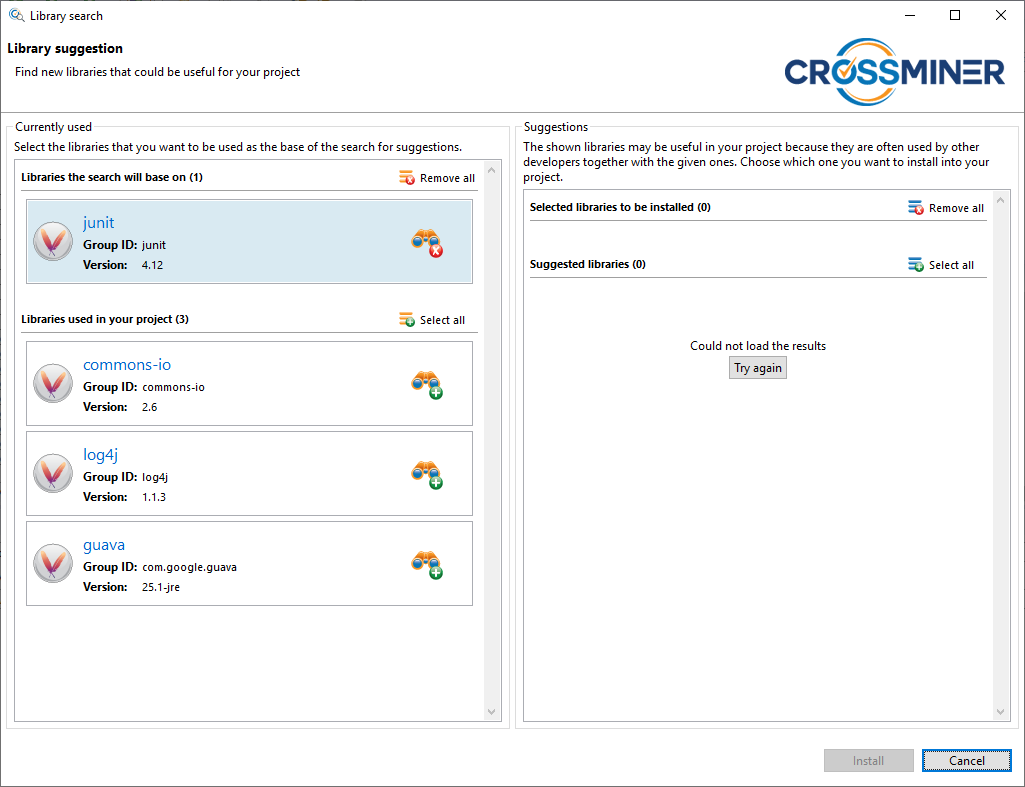 Library search
Library suggestion
Find new libraries that could be useful for your project
CROSSMINER
Currently used
Select the libraries that you want to be used as the base of the search for suggestions.
Libraries the search will base on (1)
Remove all
junit
Group ID: junit
Version: 4.12
Libraries used in your project (3)
Select all
commons-io
Group ID: commons-io
Version: 2.6
log4j
Group ID: log4j
Version: 1.1.3
guava
Group ID: com.google.guava
Version: 25.1-jre
Suggestions
The shown libraries may be useful in your project because they are often used by other
developers together with the given ones. Choose which one you want to install into your
project.
Selected libraries to be installed (0)
Remove all
Suggested libraries (0)
Select all
Could not load the results
Try again
Install
Cancel